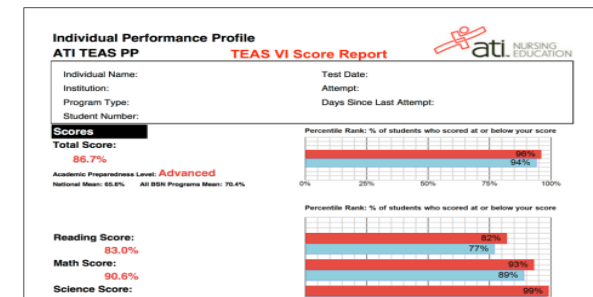 Individual Performance Profile
ATI TEAS PP
TEAS VI Score Report
ati. NURSING EDUCATION
Individual Name:
Test Date:
Institution:
Attempt:
Program Type:
Days Since Last Attempt:
Student Number:
Scores
Percentile Rank: % of students who scored at or below your score
Total Score:
86.7%
96%
94%
Academic Preparedness Level: Advanced
National Mean: 65.8% All BSN Programs Mean: 70.4%
0% 25% 50% 75% 100%
Percentile Rank: % of students who scored at or below your score
Reading Score:
82%
83.0%
77%
Math Score:
93%
90.6%
89%
Science Score:
99%